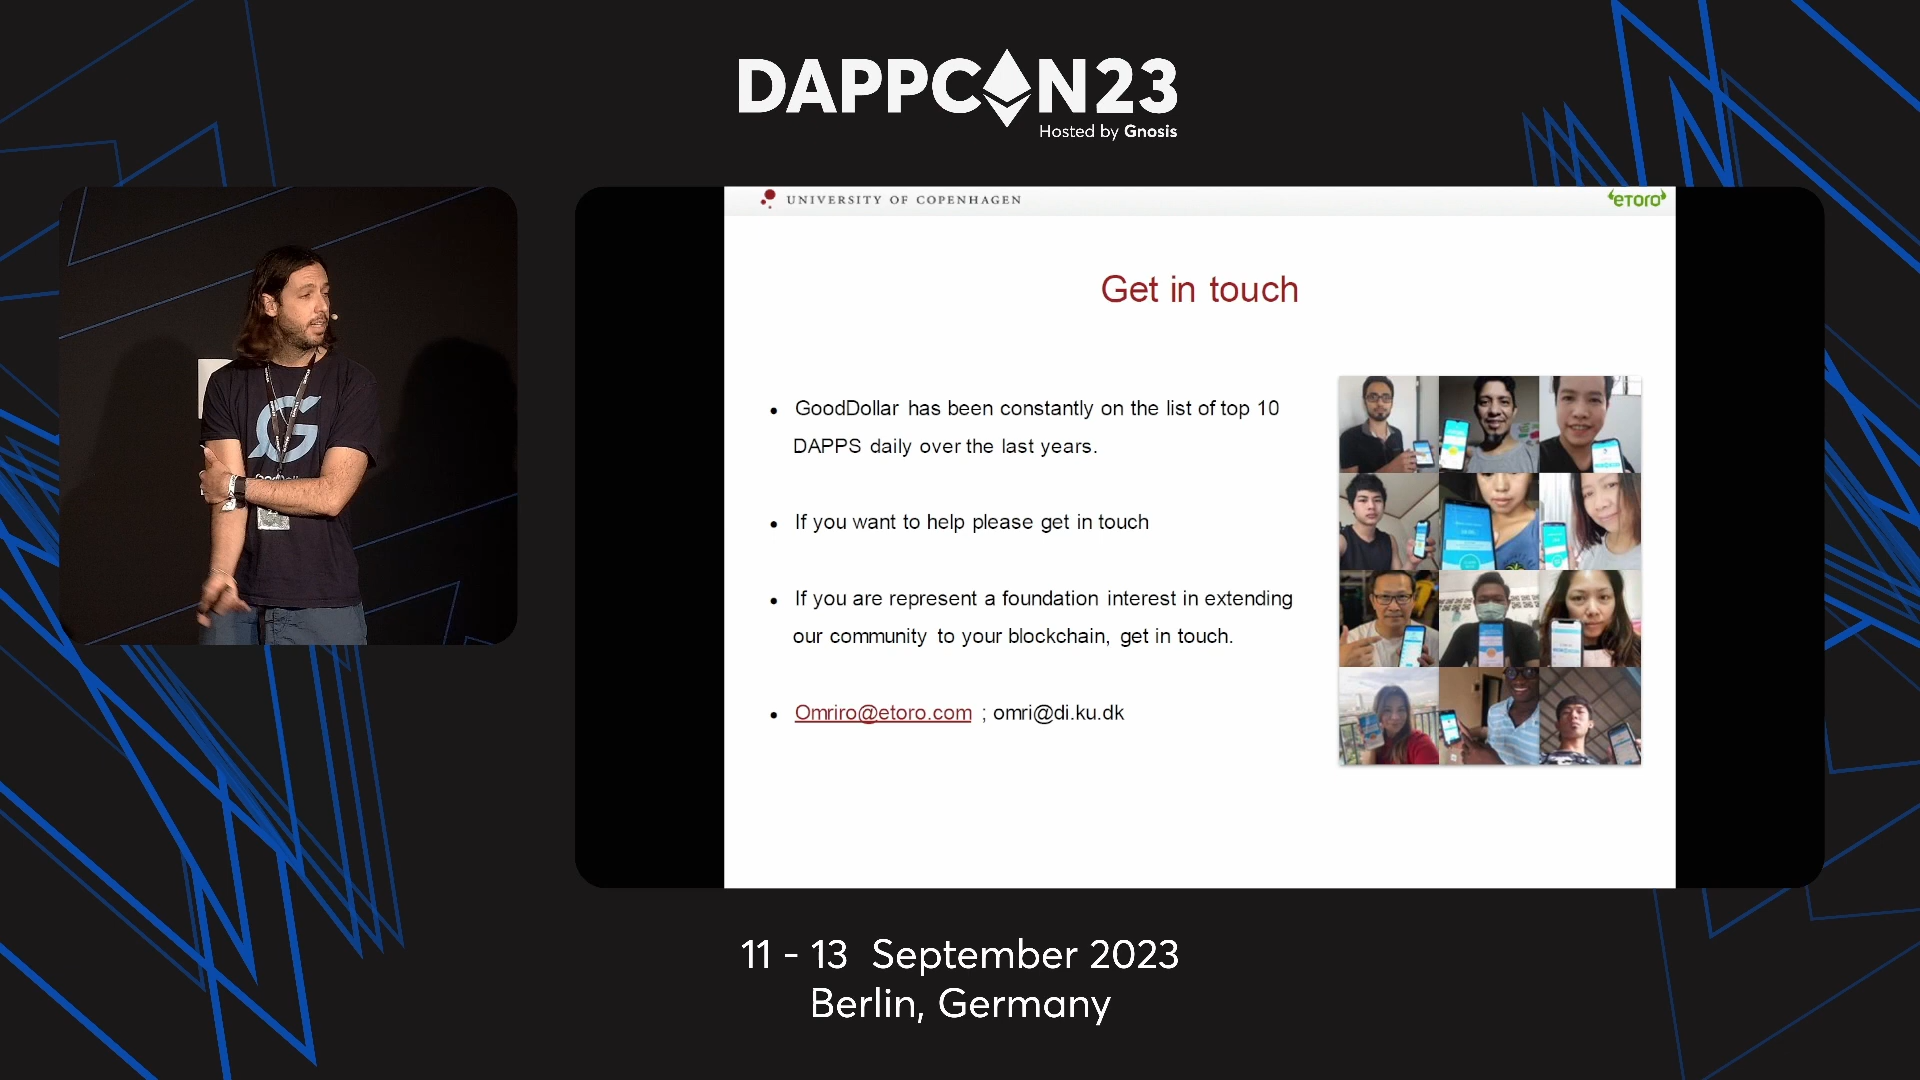 DAPPCON23
Hosted by Gnosis
UNIVERSITY OF COPENHAGEN
eTORO
Get in touch
• GoodDollar has been constantly on the list of top 10
DAPPS daily over the last years.
• If you want to help please get in touch
• If you are represent a foundation interest in extending
our community to your blockchain, get in touch.
• Omriro@etoro.com ; omri@di.ku.dk
11 - 13 September 2023
Berlin, Germany